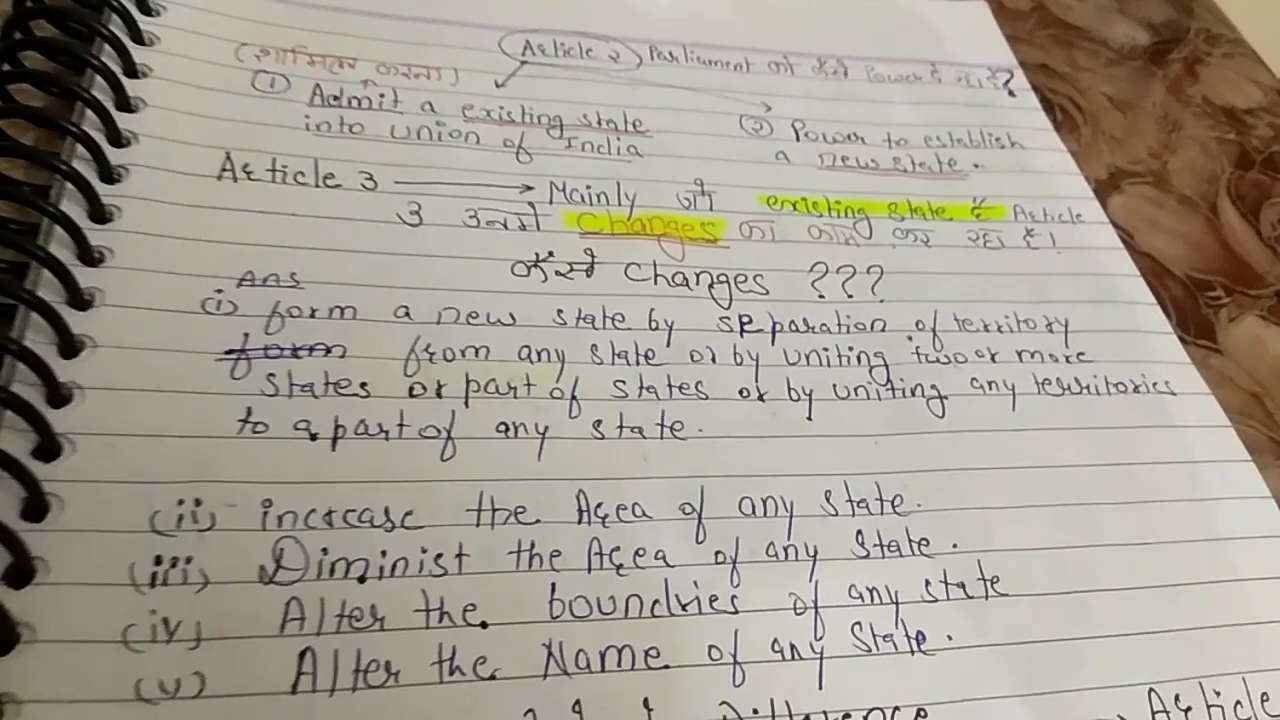 Article 2 Parliament को कैसे Power दे रहा है?
(शामिल करना)
① Admit a existing state
into union of India
② Power to establish
a new state.
Article 3 → Mainly जो existing state है Article
3 उनमे changes का काम कर रहा है।
कैसे changes ???
Ans
(i) form a new state by separation of territory
form from any state or by uniting two or more
states or part of states or by uniting any territories
to a part of any state.
(ii) increase the Area of any state.
(iii) Diminist the Area of any state.
(iv) Alter the boundries of any state
(v) Alter the Name of any state.
Difference Article